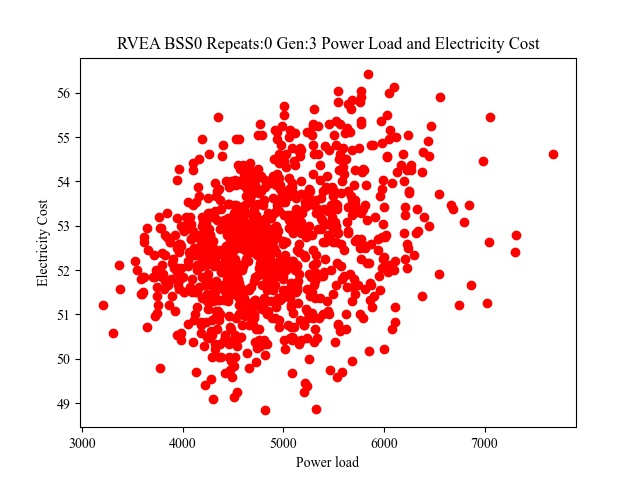 RVEA BSS0 Repeats:0 Gen:3 Power Load and Electricity Cost
56
55
54
53
52
51
50
49
Electricity Cost
3000 4000 5000 6000 7000
Power load